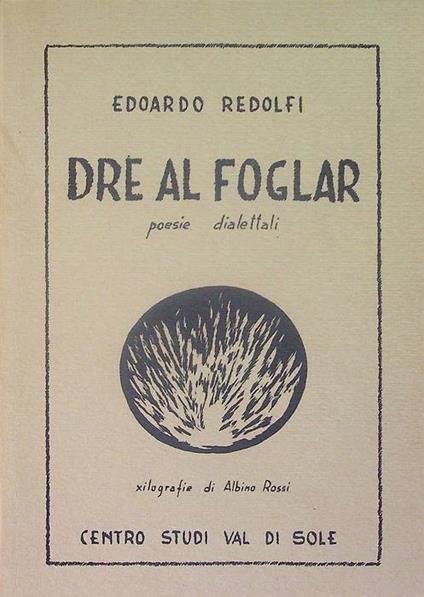 EDOARDO REDOLFI
DRE AL FOGLAR
poesie dialettali
xilografie di Albino Rossi
CENTRO STUDI VAL DI SOLE